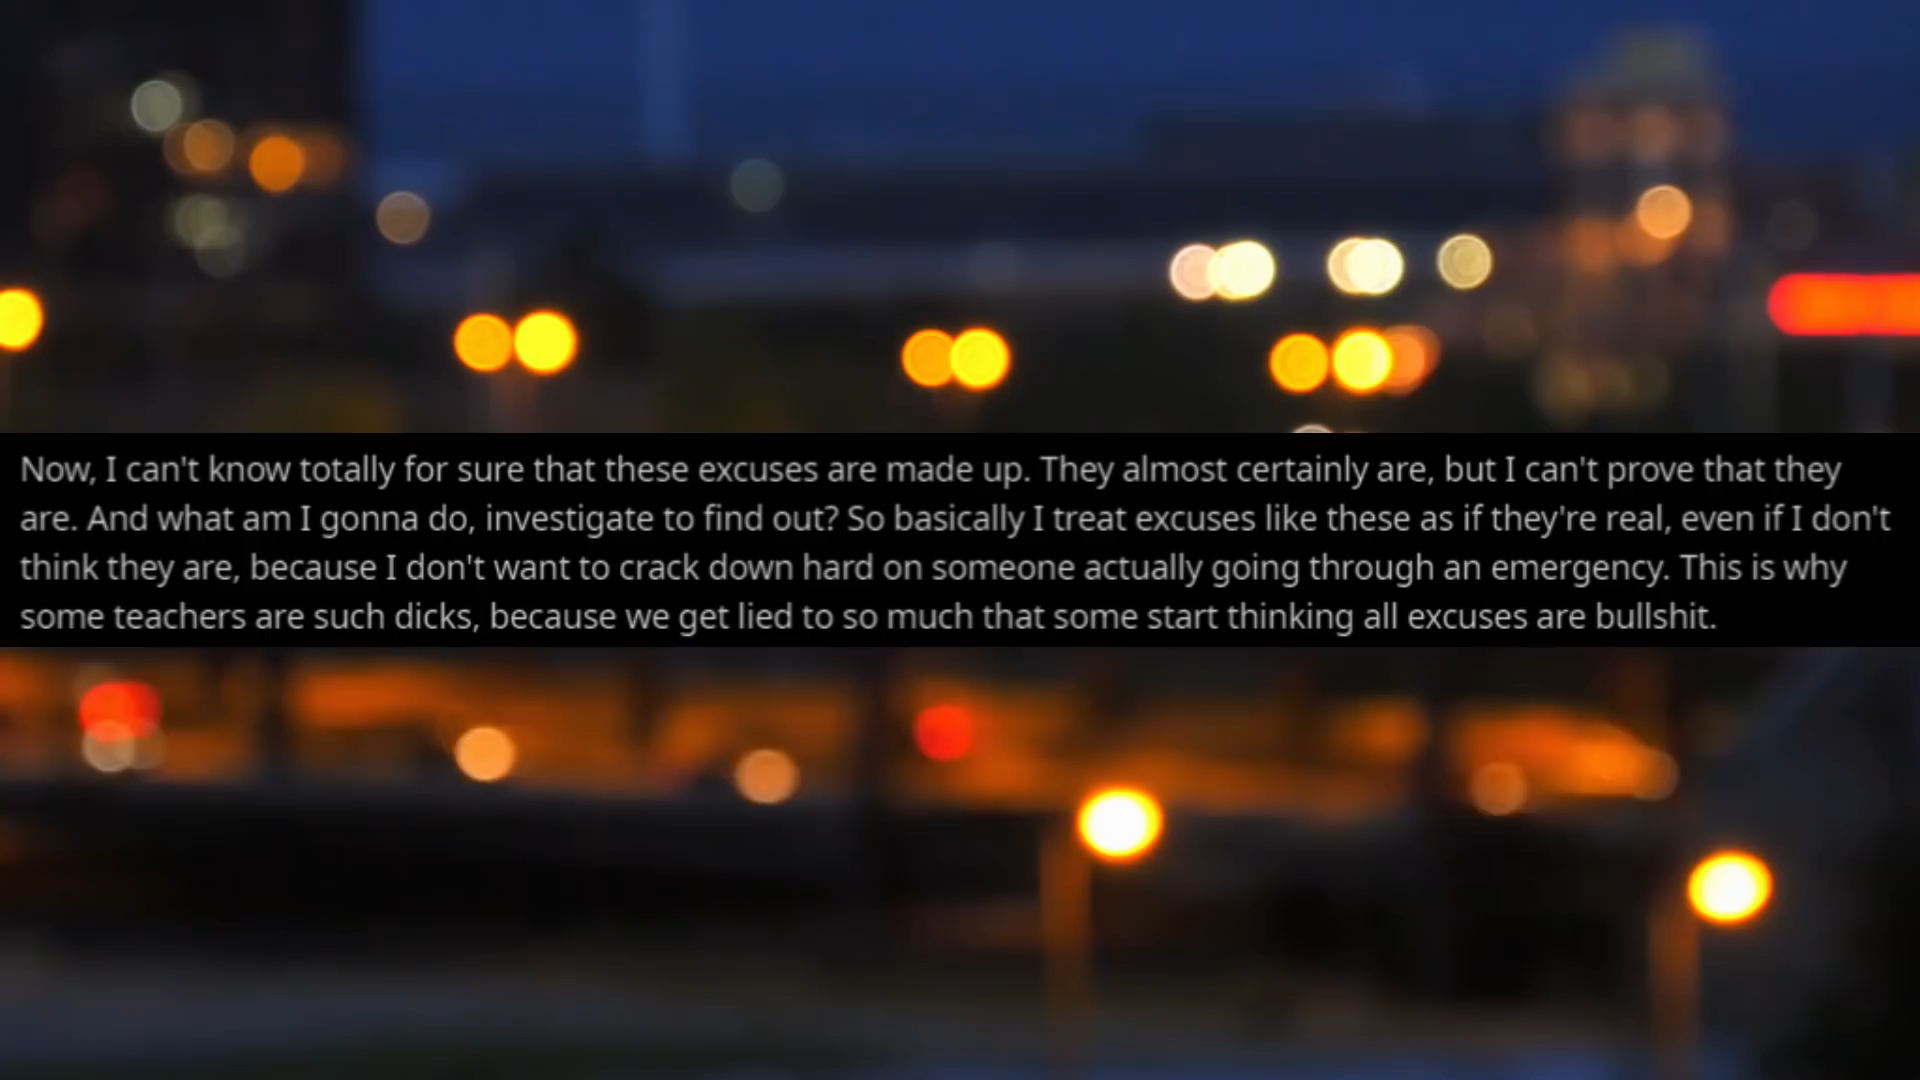 Now, I can't know totally for sure that these excuses are made up. They almost certainly are, but I can't prove that they
are. And what am I gonna do, investigate to find out? So basically I treat excuses like these as if they're real, even if I don't
think they are, because I don't want to crack down hard on someone actually going through an emergency. This is why
some teachers are such dicks, because we get lied to so much that some start thinking all excuses are bullshit.